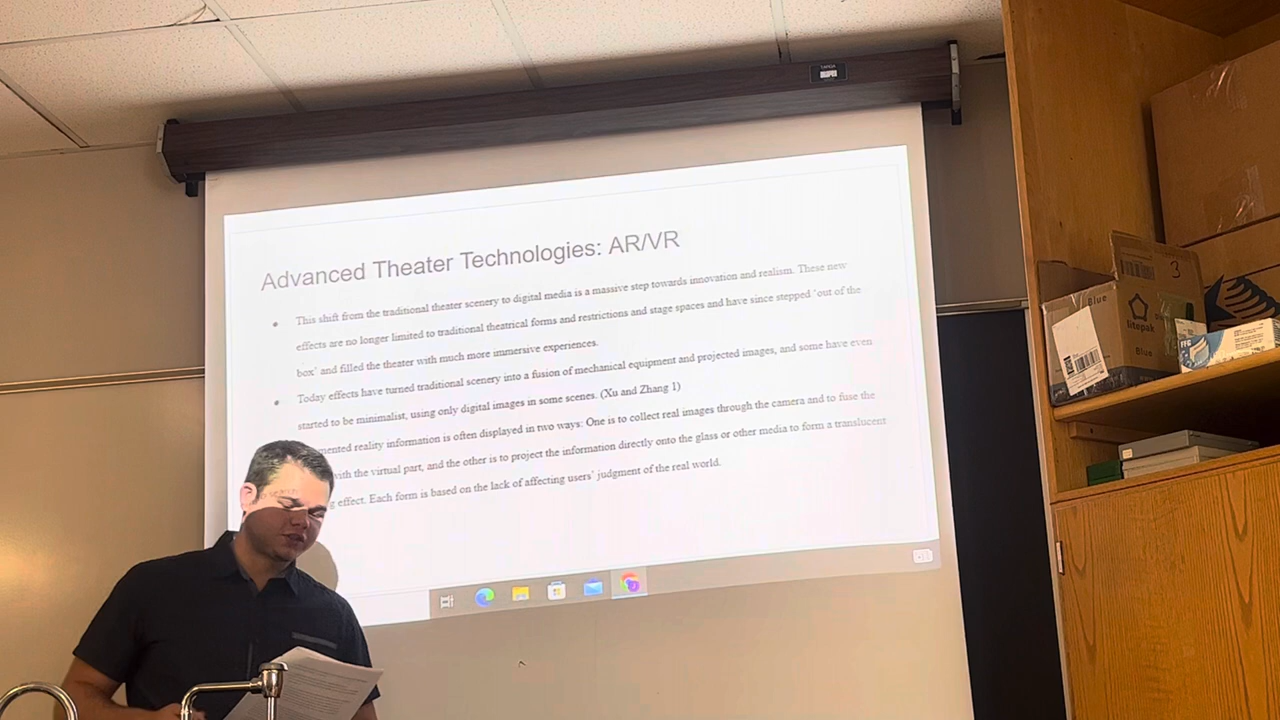 Advanced Theater Technologies: AR/VR
This shift from the traditional theater scenery to digital media is a massive step towards innovation and realism. These new
effects are no longer limited to traditional theatrical forms and restrictions and stage spaces and have since stepped ‘out of the
box’ and filled the theater with much more immersive experiences.
Today effects have turned traditional scenery into a fusion of mechanical equipment and projected images, and some have even
started to be minimalist, using only digital images in some scenes. (Xu and Zhang 1)
mented reality information is often displayed in two ways: One is to collect real images through the camera and to fuse the
with the virtual part, and the other is to project the information directly onto the glass or other media to form a translucent
g effect. Each form is based on the lack of affecting users’ judgment of the real world.
3
Blue
litepak
Blue